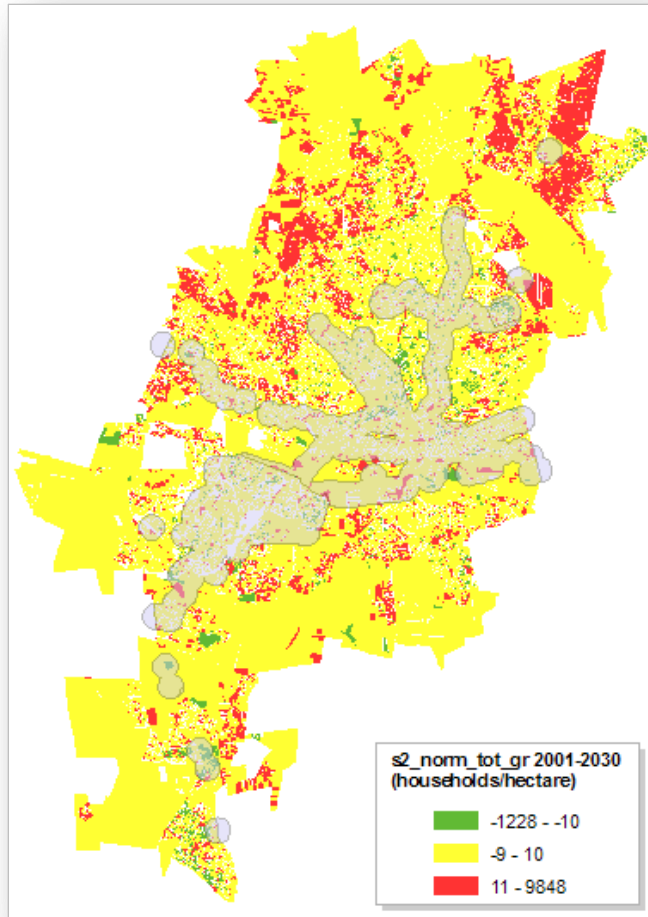 s2_norm_tot_gr 2001-2030
(households/hectare)
-1228 - -10
-9 - 10
11 - 9848